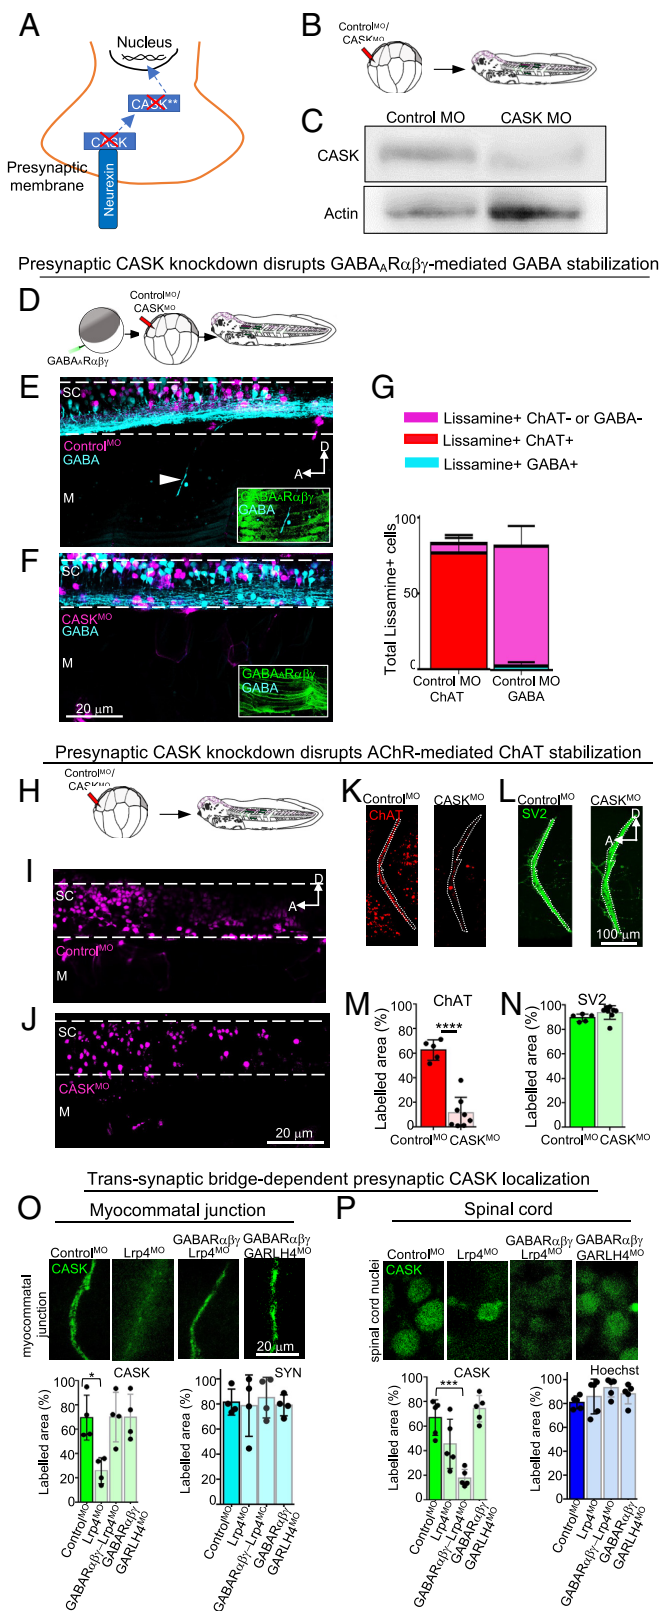 A
Nucleus
CASK**
CASK
Presynaptic
membrane
Neurexin
B
Control^MO/
CASK^MO
C
Control MO CASK MO
CASK
Actin
Presynaptic CASK knockdown disrupts GABA_ARαβγ-mediated GABA stabilization
D
Control^MO/
CASK^MO
GABA_ARαβγ
E
SC
Control^MO
GABA
D
A
M
GABA_ARαβγ
GABA
F
SC
CASK^MO
GABA
M
GABA_ARαβγ
GABA
20 μm
G
Lissamine+ ChAT- or GABA-
Lissamine+ ChAT+
Lissamine+ GABA+
Total Lissamine+ cells
100
50
0
Control MO Control MO
ChAT GABA
Presynaptic CASK knockdown disrupts AChR-mediated ChAT stabilization
H
Control^MO/
CASK^MO
I
SC
D
A
Control^MO
M
J
SC
CASK^MO
M
20 μm
K
Control^MO CASK^MO
ChAT
L
Control^MO CASK^MO
SV2
D
A
100 μm
M
ChAT
Labelled area (%)
100
80
60
40
20
0
****
Control^MO CASK^MO
N
SV2
Labelled area (%)
100
80
60
40
20
0
Control^MO CASK^MO
Trans-synaptic bridge-dependent presynaptic CASK localization
O
Myocommatal junction
Control^MO Lrp4^MO GABARαβγ Lrp4^MO GABARαβγ GARLH4^MO
CASK
myocommatal
junction
20 μm
CASK
Labelled area (%)
100
80
60
40
20
0
*
Control^MO
Lrp4^MO
GABARαβγ–Lrp4^MO
GABARαβγ
GARLH4^MO
SYN
Labelled area (%)
100
80
60
40
20
0
Control^MO
Lrp4^MO
GABARαβγ–Lrp4^MO
GABARαβγ
GARLH4^MO
P
Spinal cord
Control^MO Lrp4^MO GABARαβγ Lrp4^MO GABARαβγ GARLH4^MO
CASK
spinal cord nuclei
CASK
Labelled area (%)
100
80
60
40
20
0
***
Control^MO
Lrp4^MO
GABARαβγ–Lrp4^MO
GABARαβγ
GARLH4^MO
Hoechst
Labelled area (%)
100
80
60
40
20
0
Control^MO
Lrp4^MO
GABARαβγ–Lrp4^MO
GABARαβγ
GARLH4^MO